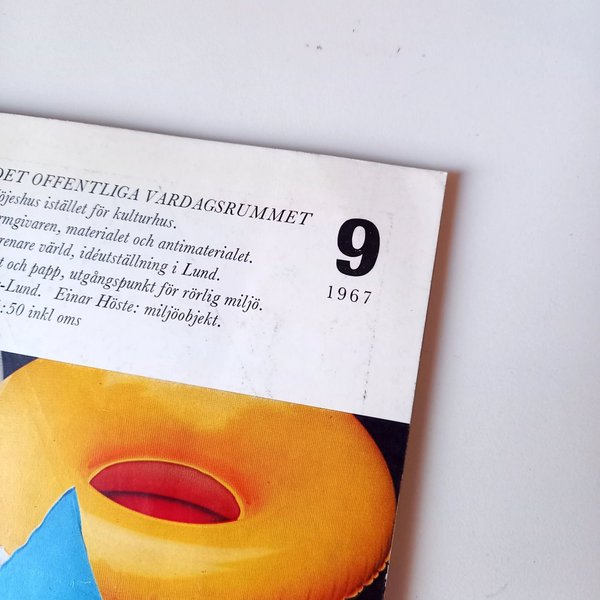 DET OFFENTLIGA VARDAGSRUMMET
öjeshus istället för kulturhus.
rmgivaren, materialet och antimaterialet.
renare värld, idéutställning i Lund.
t och papp, utgångspunkt för rörlig miljö.
-Lund. Einar Höste: miljöobjekt.
:50 inkl oms
9
1967